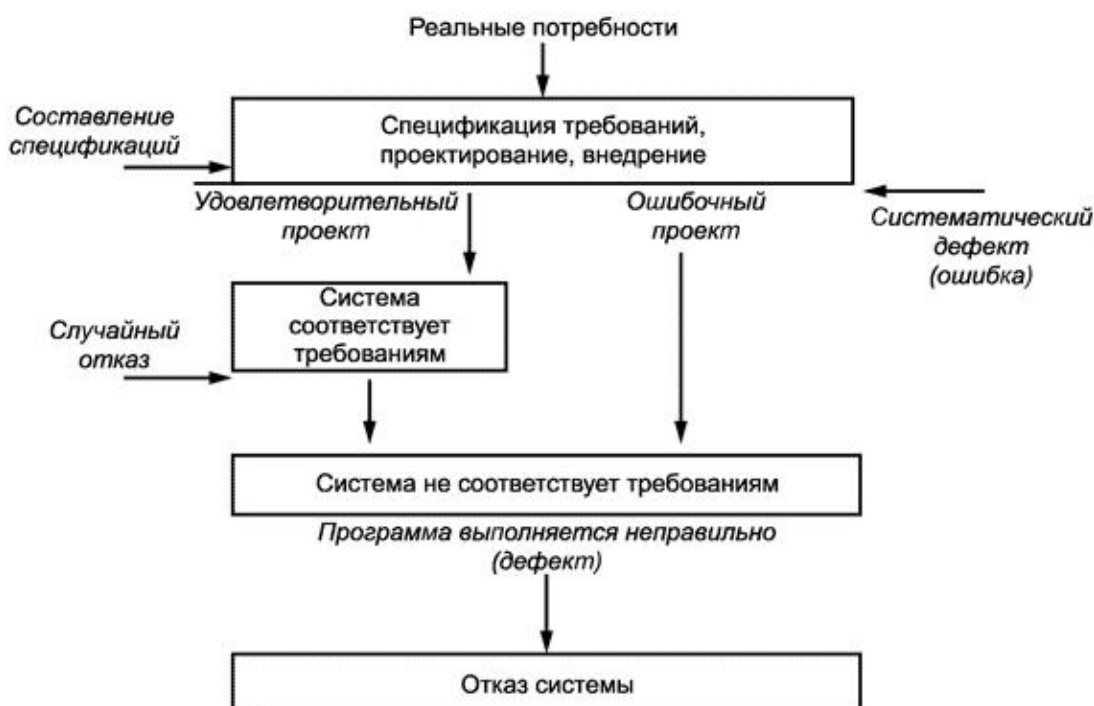 Реальные потребности
Составление
спецификаций
Спецификация требований,
проектирование, внедрение
Удовлетворительный
проект
Ошибочный
проект
Систематический
дефект
(ошибка)
Система
соответствует
требованиям
Случайный
отказ
Система не соответствует требованиям
Программа выполняется неправильно
(дефект)
Отказ системы